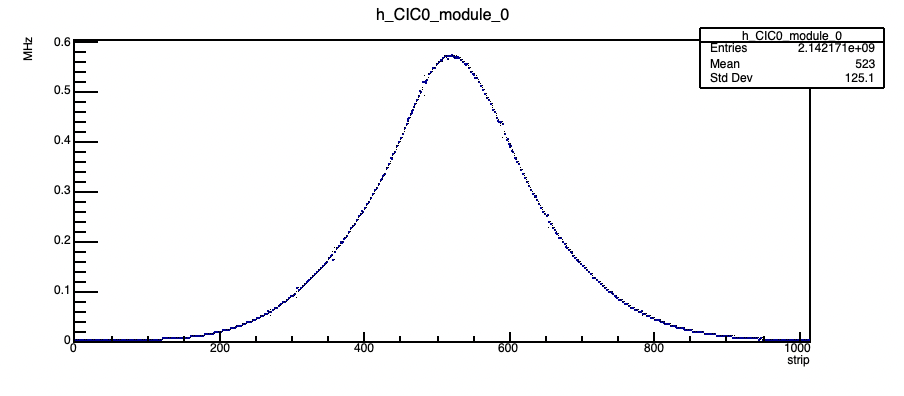 h_CIC0_module_0
h_CIC0_module_0
Entries 2.142171e+09
Mean 523
Std Dev 125.1
MHz
0.6
0.5
0.4
0.3
0.2
0.1
0
0 200 400 600 800 1000
strip